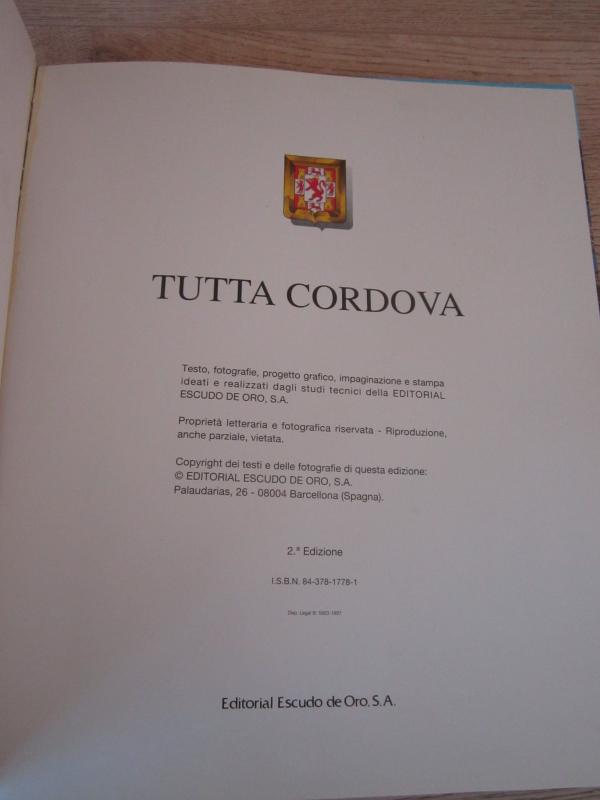 TUTTA CORDOVA
Testo, fotografie, progetto grafico, impaginazione e stampa
ideati e realizzati dagli studi tecnici della EDITORIAL
ESCUDO DE ORO, S.A.
Proprietà letteraria e fotografica riservata - Riproduzione,
anche parziale, vietata.
Copyright dei testi e delle fotografie di questa edizione:
© EDITORIAL ESCUDO DE ORO, S.A.
Palaudarias, 26 - 08004 Barcellona (Spagna).
2.ª Edizione
I.S.B.N. 84-378-1778-1
Dep. Legal B.
Editorial Escudo de Oro, S.A.